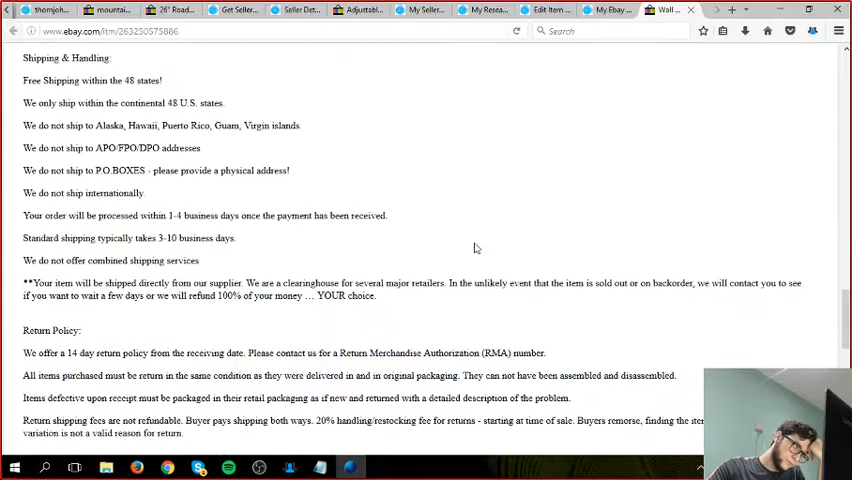 thornjoh...
mountai...
26" Road...
Get Seller...
Seller Det...
Adjustabl...
My Seller...
My Resea...
Edit Item ...
My Ebay ...
Wall ...
www.ebay.com/itm/263250575886
Search
Shipping & Handling:
Free Shipping within the 48 states!
We only ship within the continental 48 U.S. states.
We do not ship to Alaska, Hawaii, Puerto Rico, Guam, Virgin islands.
We do not ship to APO/FPO/DPO addresses
We do not ship to P.O.BOXES - please provide a physical address!
We do not ship internationally.
Your order will be processed within 1-4 business days once the payment has been received.
Standard shipping typically takes 3-10 business days.
We do not offer combined shipping services
**Your item will be shipped directly from our supplier. We are a clearinghouse for several major retailers. In the unlikely event that the item is sold out or on backorder, we will contact you to see
if you want to wait a few days or we will refund 100% of your money … YOUR choice.
Return Policy:
We offer a 14 day return policy from the receiving date. Please contact us for a Return Merchandise Authorization (RMA) number.
All items purchased must be return in the same condition as they were delivered in and in original packaging. They can not have been assembled and disassembled.
Items defective upon receipt must be packaged in their retail packaging as if new and returned with a detailed description of the problem.
Return shipping fees are not refundable. Buyer pays shipping both ways. 20% handling/restocking fee for returns - starting at time of sale. Buyers remorse, finding the
variation is not a valid reason for return.